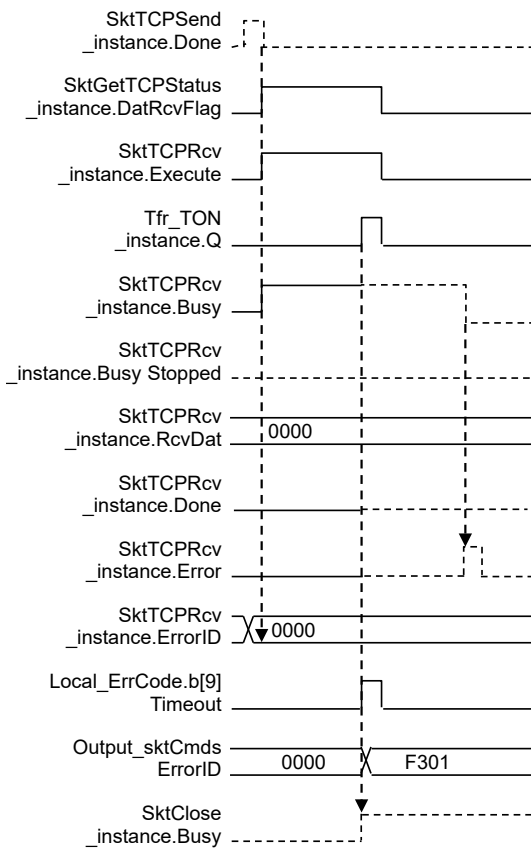 SktTCPSend
_instance.Done
SktGetTCPStatus
_instance.DatRcvFlag
SktTCPRcv
_instance.Execute
Tfr_TON
_instance.Q
SktTCPRcv
_instance.Busy
SktTCPRcv
_instance.Busy Stopped
SktTCPRcv
_instance.RcvDat
0000
SktTCPRcv
_instance.Done
SktTCPRcv
_instance.Error
SktTCPRcv
_instance.ErrorID
0000
Local_ErrCode.b[9]
Timeout
Output_sktCmds
ErrorID
0000 F301
SktClose
_instance.Busy